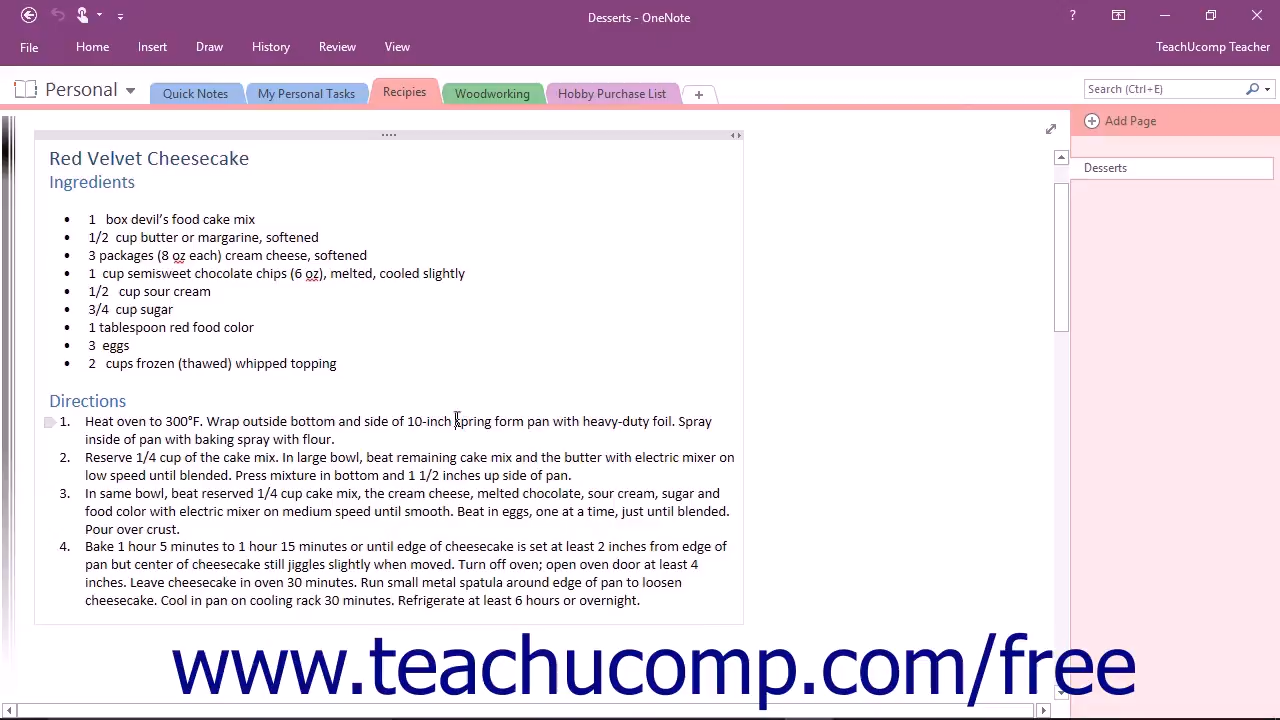 Desserts - OneNote
?
File Home Insert Draw History Review View TeachUcomp Teacher
Personal Quick Notes My Personal Tasks Recipies Woodworking Hobby Purchase List + Search (Ctrl+E)
Add Page
Desserts
Red Velvet Cheesecake
Ingredients
• 1 box devil's food cake mix
• 1/2 cup butter or margarine, softened
• 3 packages (8 oz each) cream cheese, softened
• 1 cup semisweet chocolate chips (6 oz), melted, cooled slightly
• 1/2 cup sour cream
• 3/4 cup sugar
• 1 tablespoon red food color
• 3 eggs
• 2 cups frozen (thawed) whipped topping
Directions
1. Heat oven to 300°F. Wrap outside bottom and side of 10-inch spring form pan with heavy-duty foil. Spray
inside of pan with baking spray with flour.
2. Reserve 1/4 cup of the cake mix. In large bowl, beat remaining cake mix and the butter with electric mixer on
low speed until blended. Press mixture in bottom and 1 1/2 inches up side of pan.
3. In same bowl, beat reserved 1/4 cup cake mix, the cream cheese, melted chocolate, sour cream, sugar and
food color with electric mixer on medium speed until smooth. Beat in eggs, one at a time, just until blended.
Pour over crust.
4. Bake 1 hour 5 minutes to 1 hour 15 minutes or until edge of cheesecake is set at least 2 inches from edge of
pan but center of cheesecake still jiggles slightly when moved. Turn off oven; open oven door at least 4
inches. Leave cheesecake in oven 30 minutes. Run small metal spatula around edge of pan to loosen
cheesecake. Cool in pan on cooling rack 30 minutes. Refrigerate at least 6 hours or overnight.
www.teachucomp.com/free